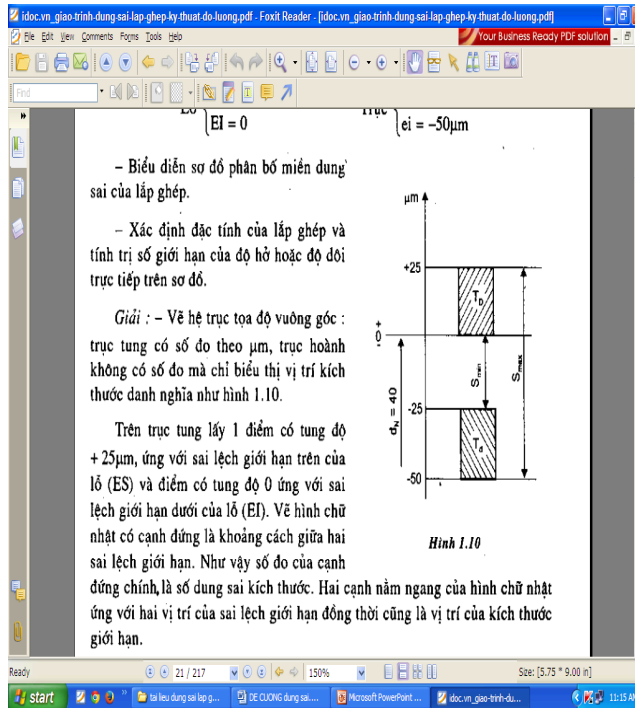 idoc.vn_giao-trinh-dung-sai-lap-ghep-ky-thuat-do-luong.pdf - Foxit Reader - [idoc.vn_giao-trinh-dung-sai-lap-ghep-ky-thuat-do-luong.pdf]
File Edit View Comments Forms Tools Help
Your Business Ready PDF solution
Find
EI = 0
ei = –50μm
– Biểu diễn sơ đồ phân bố miền dung
sai của lắp ghép.
– Xác định đặc tính của lắp ghép và
tính trị số giới hạn của độ hở hoặc độ dôi
trực tiếp trên sơ đồ.
Giải : – Vẽ hệ trục tọa độ vuông góc :
trục tung có số đo theo μm, trục hoành
không có số đo mà chỉ biểu thị vị trí kích
thước danh nghĩa như hình 1.10.
Trên trục tung lấy 1 điểm có tung độ
+ 25μm, ứng với sai lệch giới hạn trên của
lỗ (ES) và điểm có tung độ 0 ứng với sai
lệch giới hạn dưới của lỗ (EI). Vẽ hình chữ
nhật có cạnh đứng là khoảng cách giữa hai
sai lệch giới hạn. Như vậy số đo của cạnh
μm
+25
T_D
+
0
-
S_min
S_max
d_N = 40
-25
T_d
-50
Hình 1.10
đứng chính là số dung sai kích thước. Hai cạnh nằm ngang của hình chữ nhật
ứng với hai vị trí của sai lệch giới hạn đồng thời cũng là vị trí của kích thước
giới hạn.
Ready
21 / 217
150%
Size: [5.75 * 9.00 in]
start
tai lieu dung sai lap g...
DE CUONG dung sai....
Microsoft PowerPoint ...
idoc.vn_giao-trinh-du...
11:15 AM